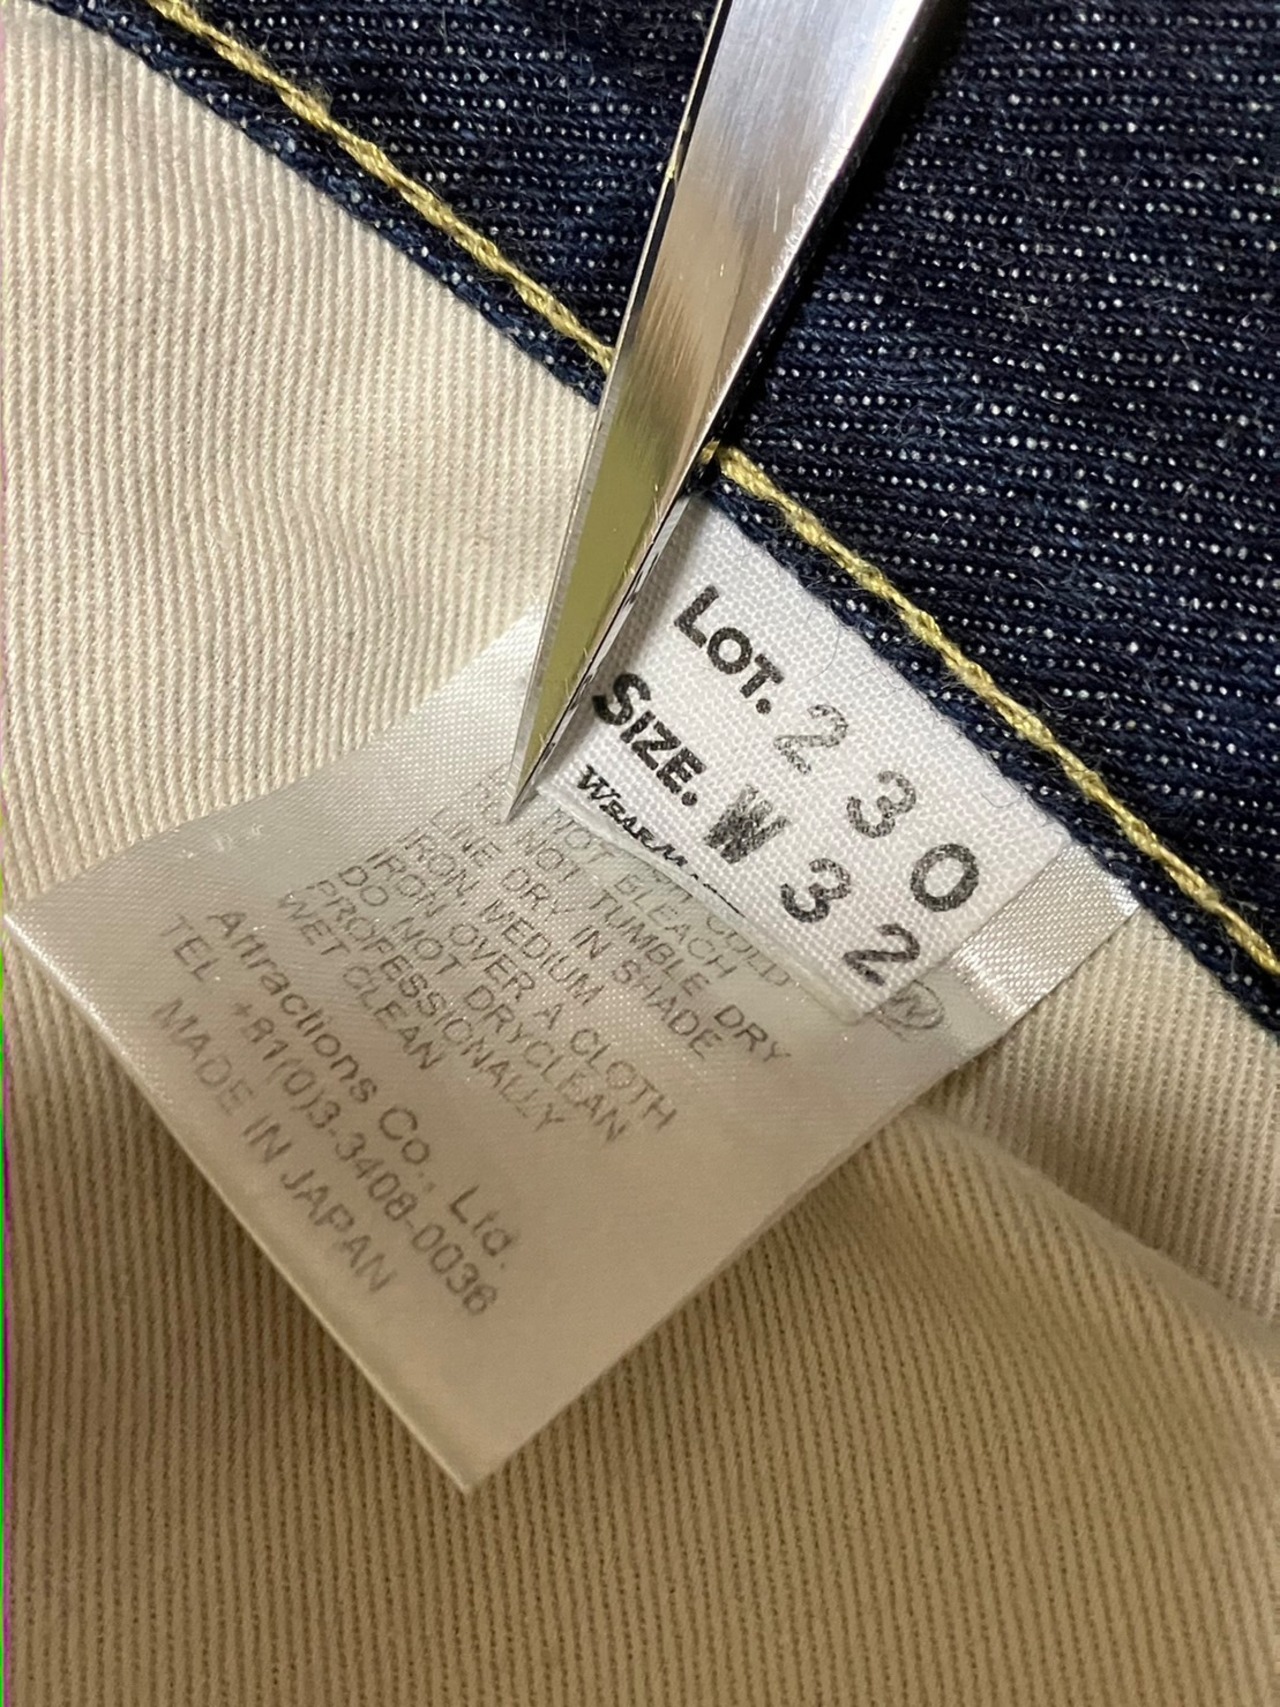 LOT. 230
SIZE. W32
COLD
NOT BLEACH
NOT TUMBLE DRY
LINE DRY IN SHADE
IRON, MEDIUM
IRON OVER A CLOTH
DO NOT DRYCLEAN
PROFESSIONALLY
WET CLEAN
Attractions Co., Ltd.
TEL +81(0)3-3408-0036
MADE IN JAPAN